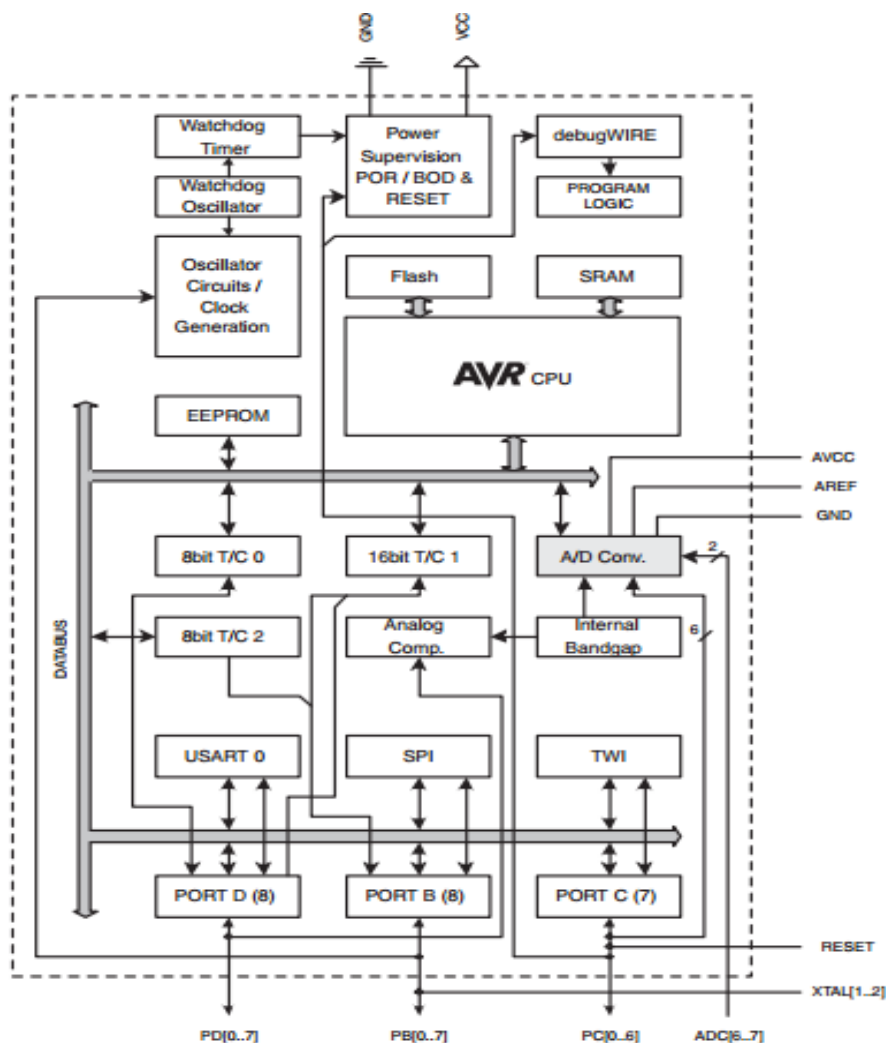 GND
VCC
Watchdog
Timer
Power
Supervision
POR / BOD &
RESET
debugWIRE
Watchdog
Oscillator
PROGRAM
LOGIC
Oscillator
Circuits /
Clock
Generation
Flash
SRAM
AVR CPU
EEPROM
AVCC
AREF
GND
8bit T/C 0
16bit T/C 1
A/D Conv.
2
8bit T/C 2
Analog
Comp.
Internal
Bandgap
6
DATABUS
USART 0
SPI
TWI
PORT D (8)
PORT B (8)
PORT C (7)
RESET
XTAL[1..2]
PD[0..7]
PB[0..7]
PC[0..6]
ADC[6..7]